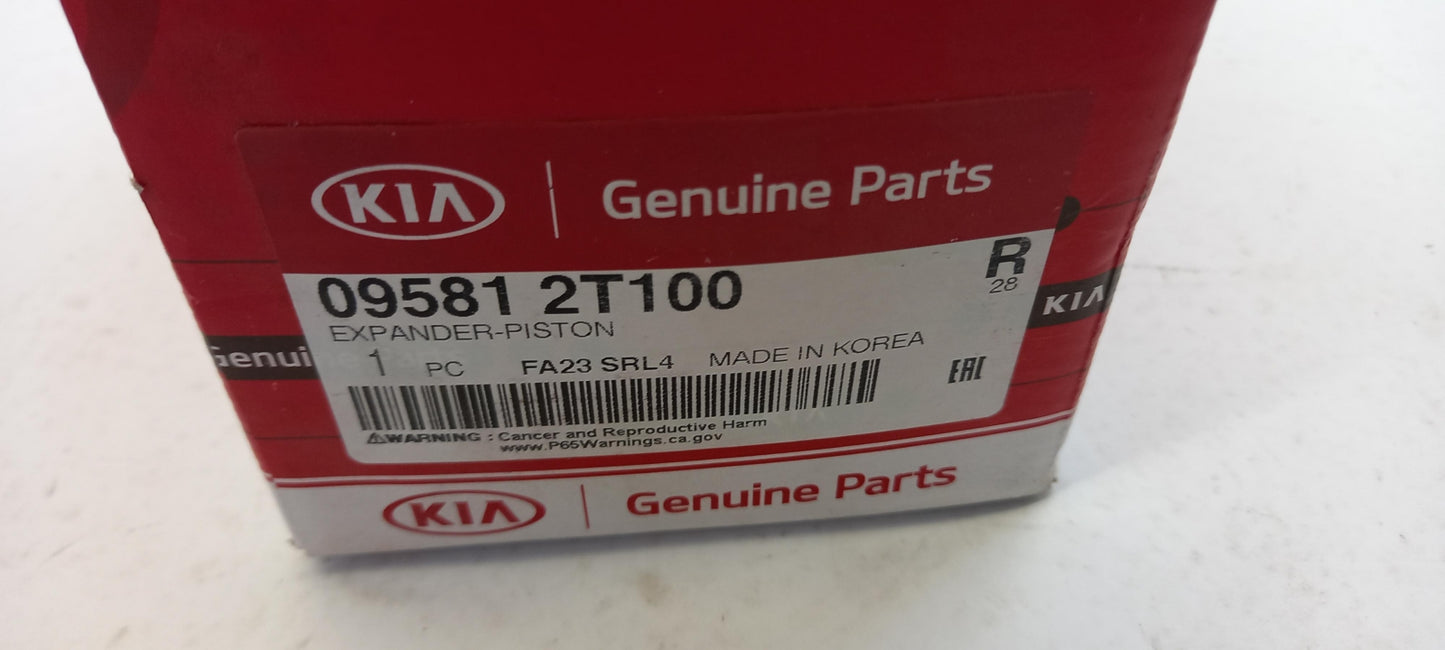 KIA Genuine Parts
09581 2T100
R
28
EXPANDER-PISTON
1 PC FA23 SRL4 MADE IN KOREA
EAC
WARNING : Cancer and Reproductive Harm
www.P65Warnings.ca.gov
Genui
KIA
KIA Genuine Parts